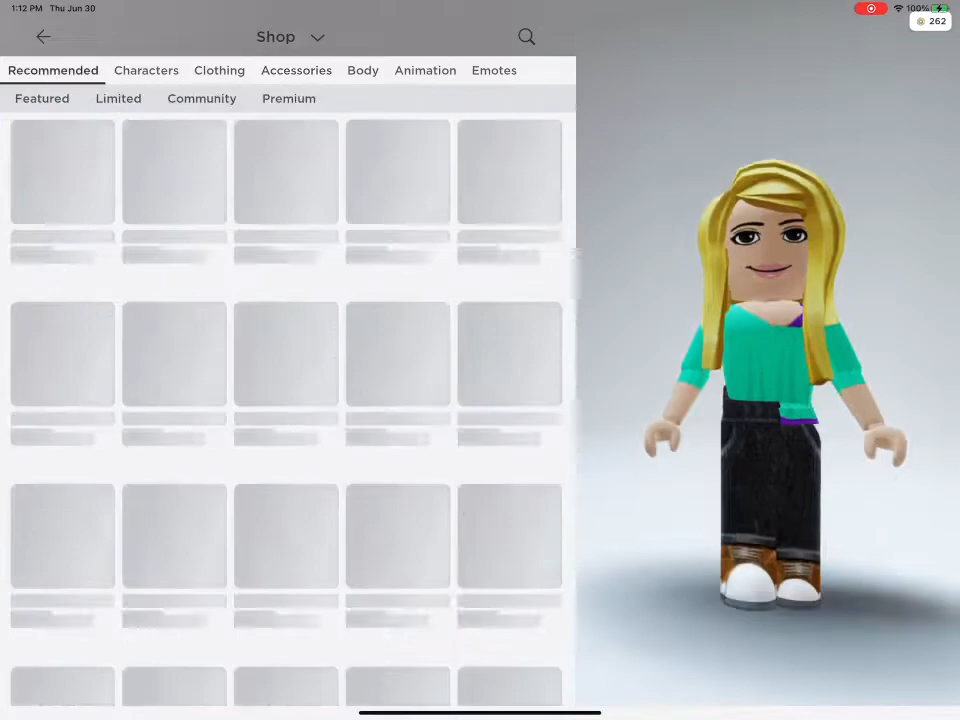 1:12 PM Thu Jun 30
100%
262
Shop
Recommended Characters Clothing Accessories Body Animation Emotes
Featured Limited Community Premium